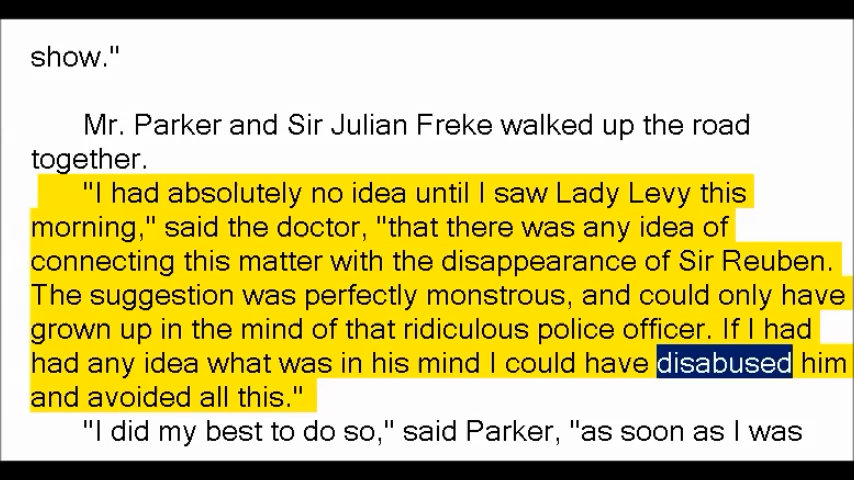 show."
Mr. Parker and Sir Julian Freke walked up the road
together.
"I had absolutely no idea until I saw Lady Levy this
morning," said the doctor, "that there was any idea of
connecting this matter with the disappearance of Sir Reuben.
The suggestion was perfectly monstrous, and could only have
grown up in the mind of that ridiculous police officer. If I had
had any idea what was in his mind I could have disabused him
and avoided all this."
"I did my best to do so," said Parker, "as soon as I was